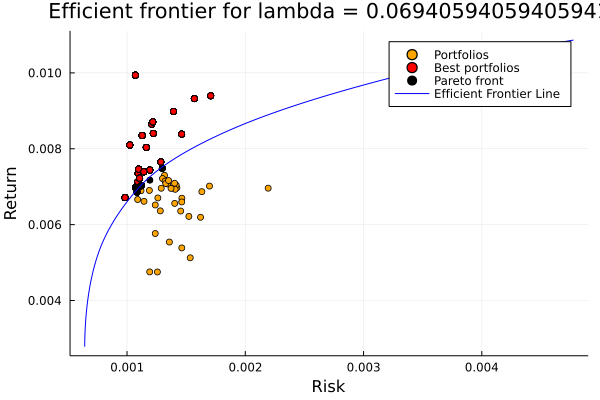 Efficient frontier for lambda = 0.0694059405940594
Portfolios
Best portfolios
Pareto front
Efficient Frontier Line
0.010
0.008
0.006
0.004
Return
0.001
0.002
0.003
0.004
Risk